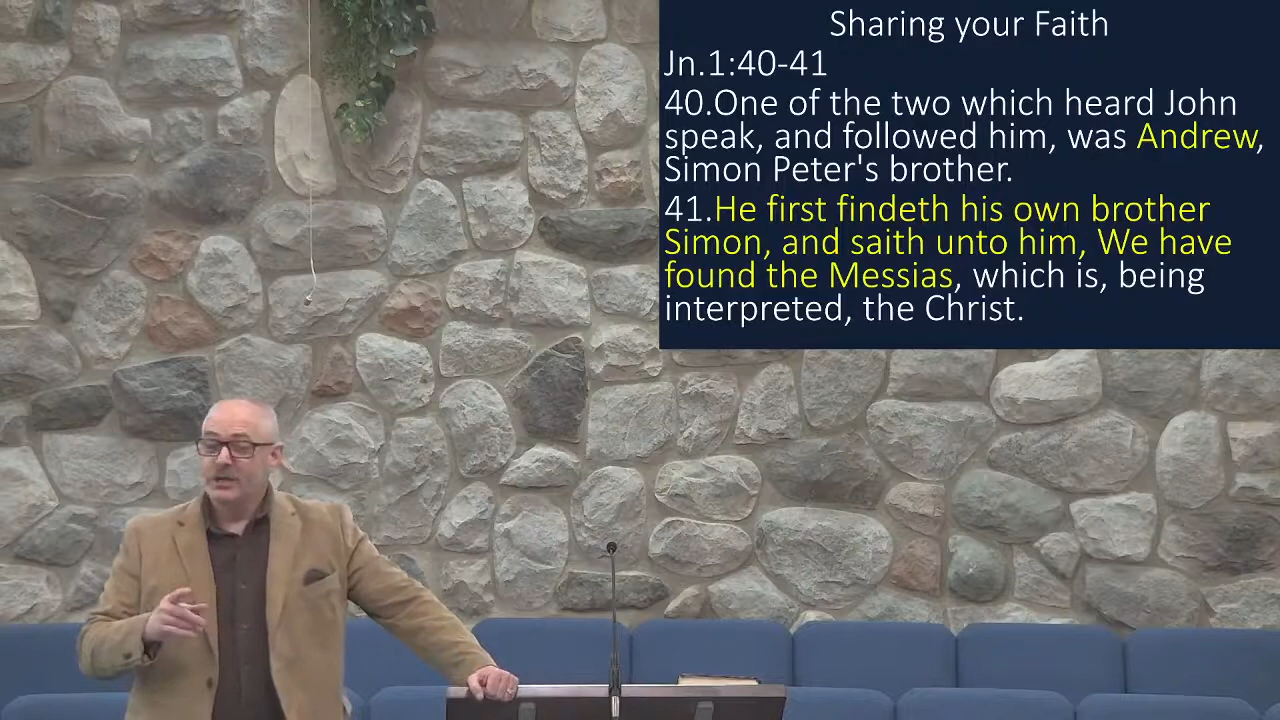 Sharing your Faith
Jn.1:40-41
40.One of the two which heard John
speak, and followed him, was Andrew,
Simon Peter's brother.
41.He first findeth his own brother
Simon, and saith unto him, We have
found the Messias, which is, being
interpreted, the Christ.